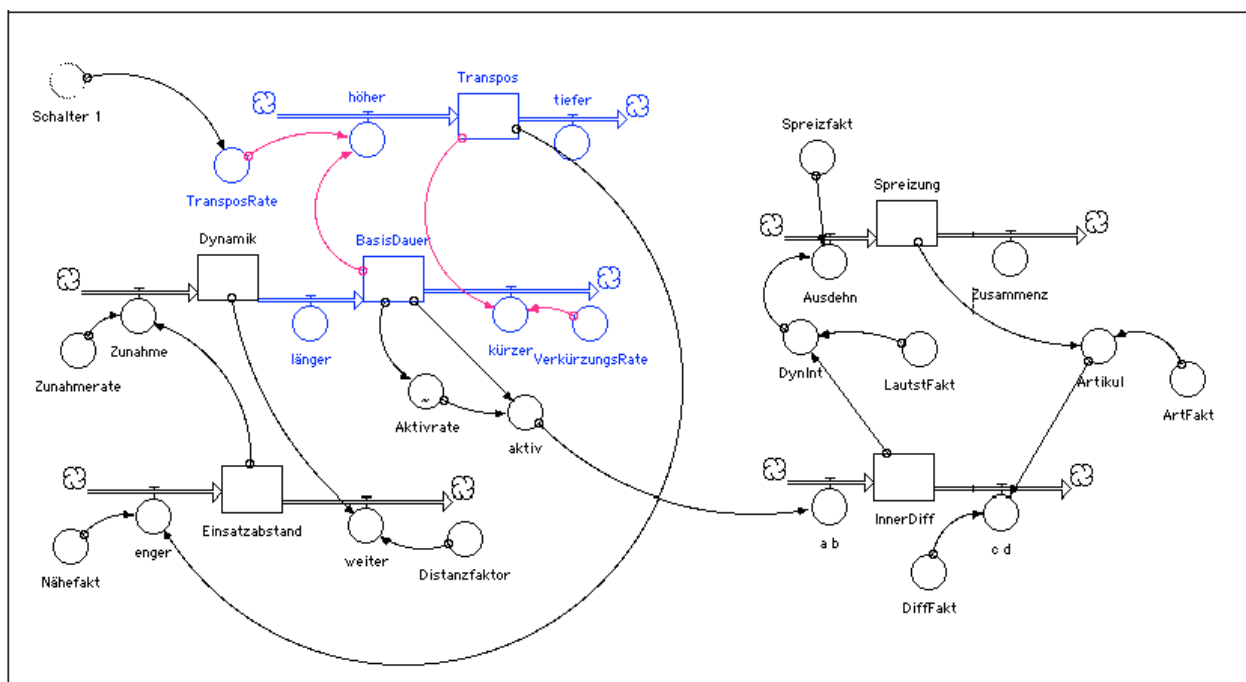 Transpos
höher
tiefer
Schalter 1
Spreizfakt
TransposRate
Spreizung
Dynamik
BasisDauer
Ausdehn
Zusammenz
Zunahme
länger
kürzer
VerkürzungsRate
Zunahmerate
DynInt
LautstFakt
Artikul
Aktivrate
ArtFakt
~
aktiv
Einsatzabstand
InnerDiff
enger
weiter
a b
c d
Nähefakt
Distanzfaktor
DiffFakt